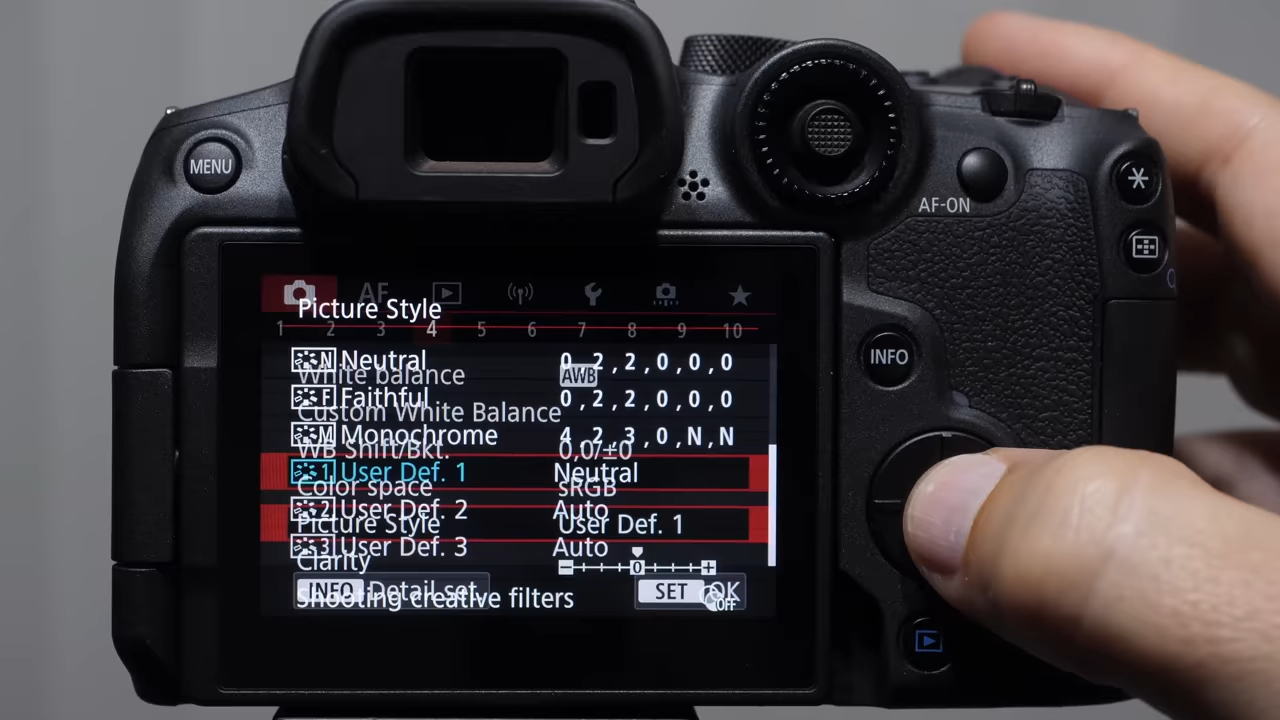 MENU
AF-ON
INFO
AF
Picture Style
1 2 3 4 5 6 7 8 9 10
N Neutral 0,2,2,0,0,0
White balance AWB
F Faithful 0,2,2,0,0,0
Custom White Balance
M Monochrome 4,2,3,0,N,N
WB Shift/Bkt. 0,0/±0
1 User Def. 1 Neutral
Color space sRGB
2 User Def. 2 Auto
Picture Style User Def. 1
3 User Def. 3 Auto
Clarity 0
INFO Detail set. SET OK
Shooting creative filters OFF